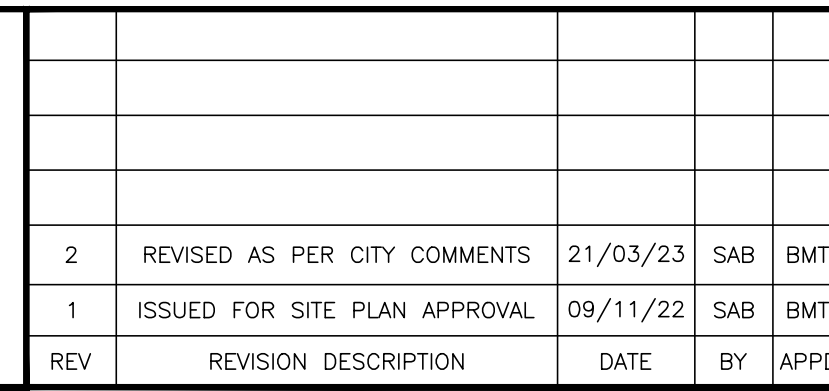 2 REVISED AS PER CITY COMMENTS 21/03/23 SAB BMT
1 ISSUED FOR SITE PLAN APPROVAL 09/11/22 SAB BMT
REV REVISION DESCRIPTION DATE BY APPD